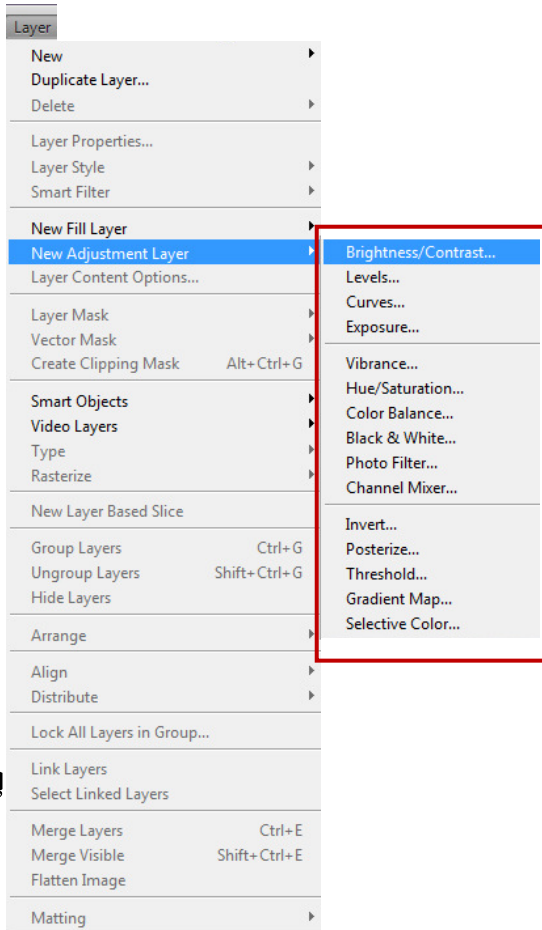 Layer
New
Duplicate Layer...
Delete
Layer Properties...
Layer Style
Smart Filter
New Fill Layer
New Adjustment Layer
Layer Content Options...
Layer Mask
Vector Mask
Create Clipping Mask Alt+Ctrl+G
Smart Objects
Video Layers
Type
Rasterize
New Layer Based Slice
Group Layers Ctrl+G
Ungroup Layers Shift+Ctrl+G
Hide Layers
Arrange
Align
Distribute
Lock All Layers in Group...
Link Layers
Select Linked Layers
Merge Layers Ctrl+E
Merge Visible Shift+Ctrl+E
Flatten Image
Matting
Brightness/Contrast...
Levels...
Curves...
Exposure...
Vibrance...
Hue/Saturation...
Color Balance...
Black & White...
Photo Filter...
Channel Mixer...
Invert...
Posterize...
Threshold...
Gradient Map...
Selective Color...